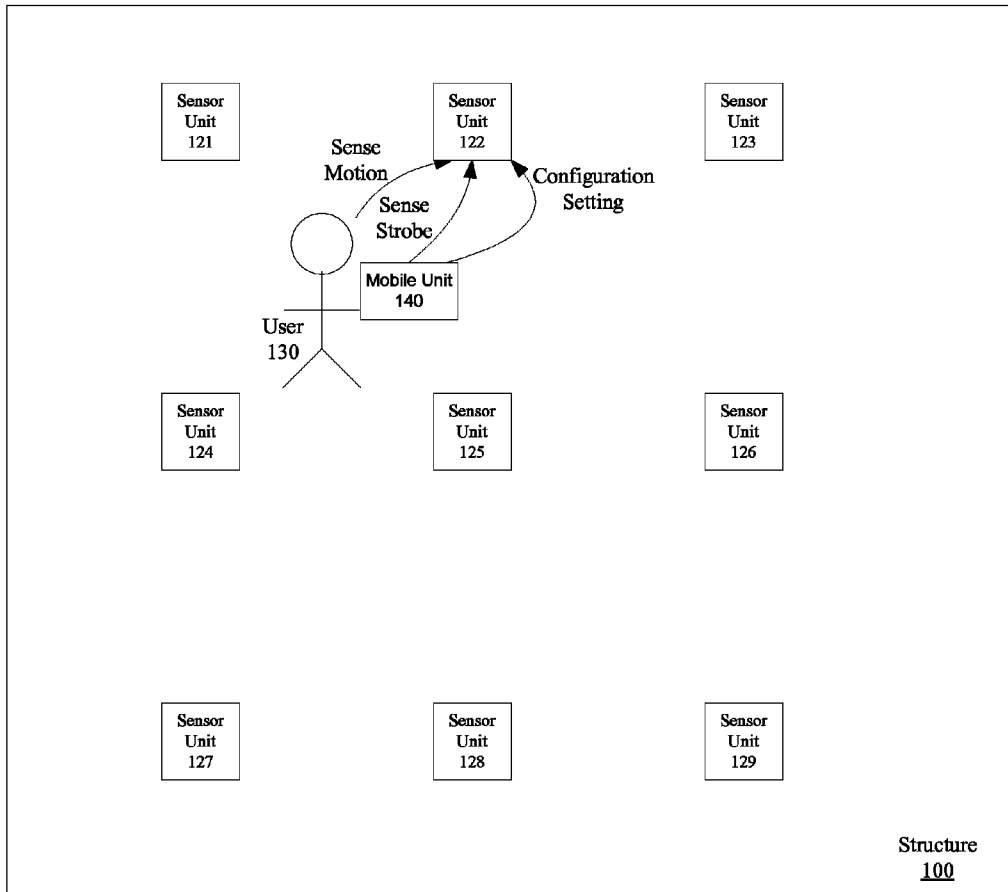 Sensor
Unit
121
Sensor
Unit
122
Sensor
Unit
123
Sense
Motion
Configuration
Setting
Sense
Strobe
Mobile Unit
140
User
130
Sensor
Unit
124
Sensor
Unit
125
Sensor
Unit
126
Sensor
Unit
127
Sensor
Unit
128
Sensor
Unit
129
Structure
100